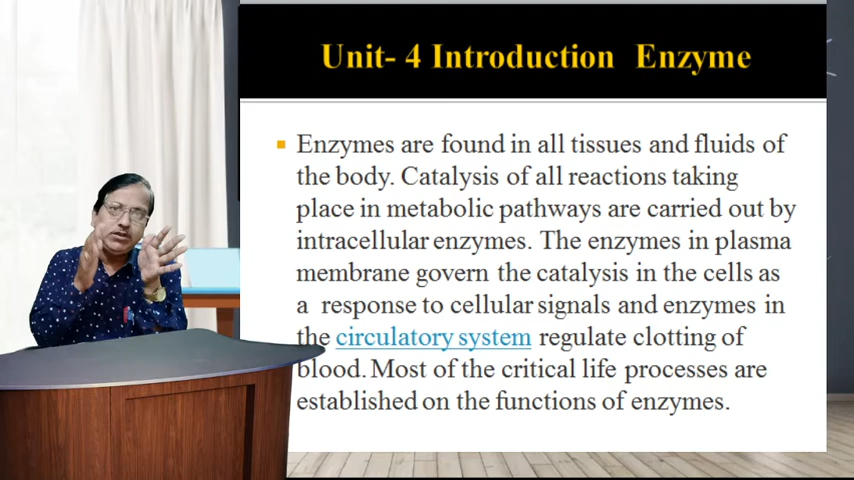 Unit- 4 Introduction Enzyme
Enzymes are found in all tissues and fluids of
the body. Catalysis of all reactions taking
place in metabolic pathways are carried out by
intracellular enzymes. The enzymes in plasma
membrane govern the catalysis in the cells as
a response to cellular signals and enzymes in
the circulatory system regulate clotting of
blood. Most of the critical life processes are
established on the functions of enzymes.